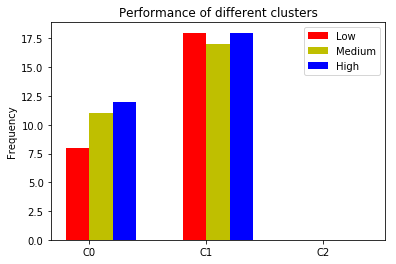 Performance of different clusters
Low
Medium
High
Frequency
17.5
15.0
12.5
10.0
7.5
5.0
2.5
0.0
C0
C1
C2